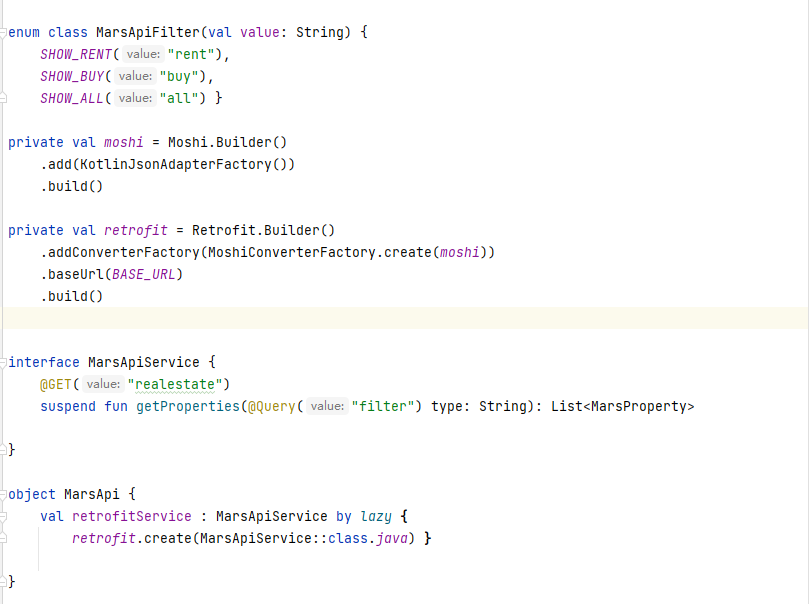 enum class MarsApiFilter(val value: String) {
    SHOW_RENT( value: "rent"),
    SHOW_BUY( value: "buy"),
    SHOW_ALL( value: "all") }
private val moshi = Moshi.Builder()
    .add(KotlinJsonAdapterFactory())
    .build()
private val retrofit = Retrofit.Builder()
    .addConverterFactory(MoshiConverterFactory.create(moshi))
    .baseUrl(BASE_URL)
    .build()
interface MarsApiService {
    @GET( value: "realestate")
    suspend fun getProperties(@Query( value: "filter") type: String): List<MarsProperty>
}
object MarsApi {
    val retrofitService : MarsApiService by lazy {
        retrofit.create(MarsApiService::class.java) }
}